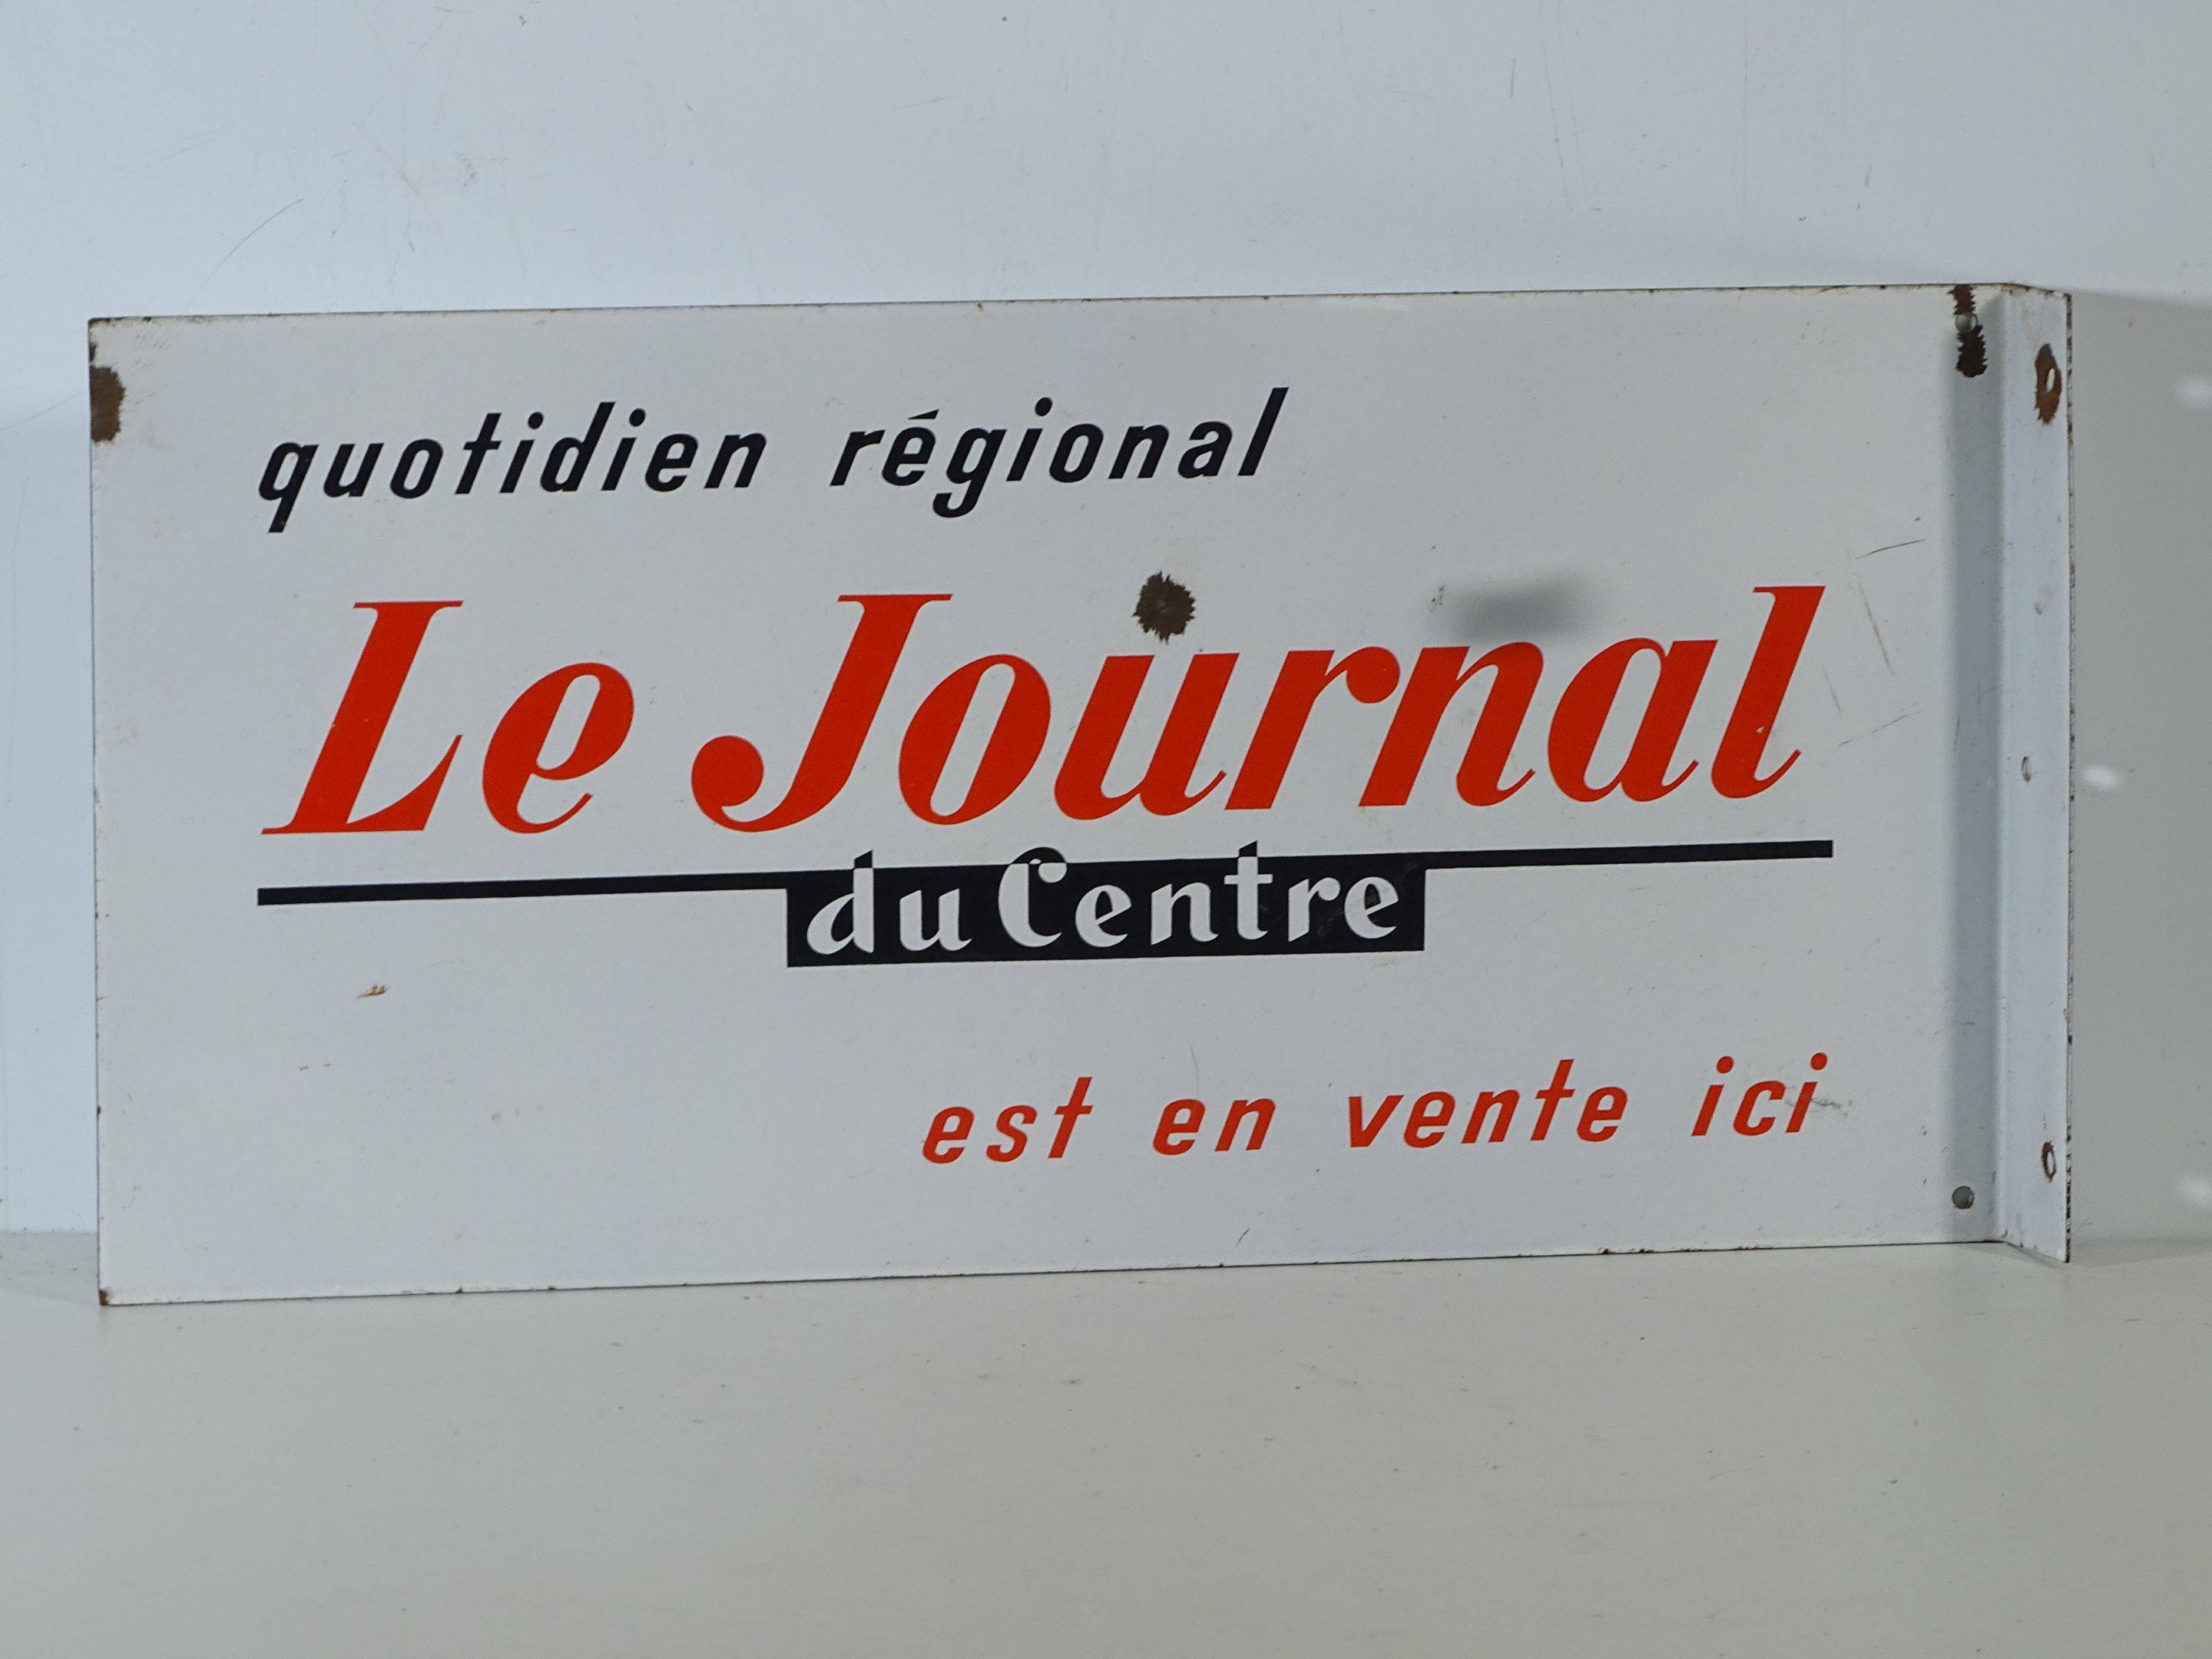 quotidien régional
Le Journal
du Centre
est en vente ici